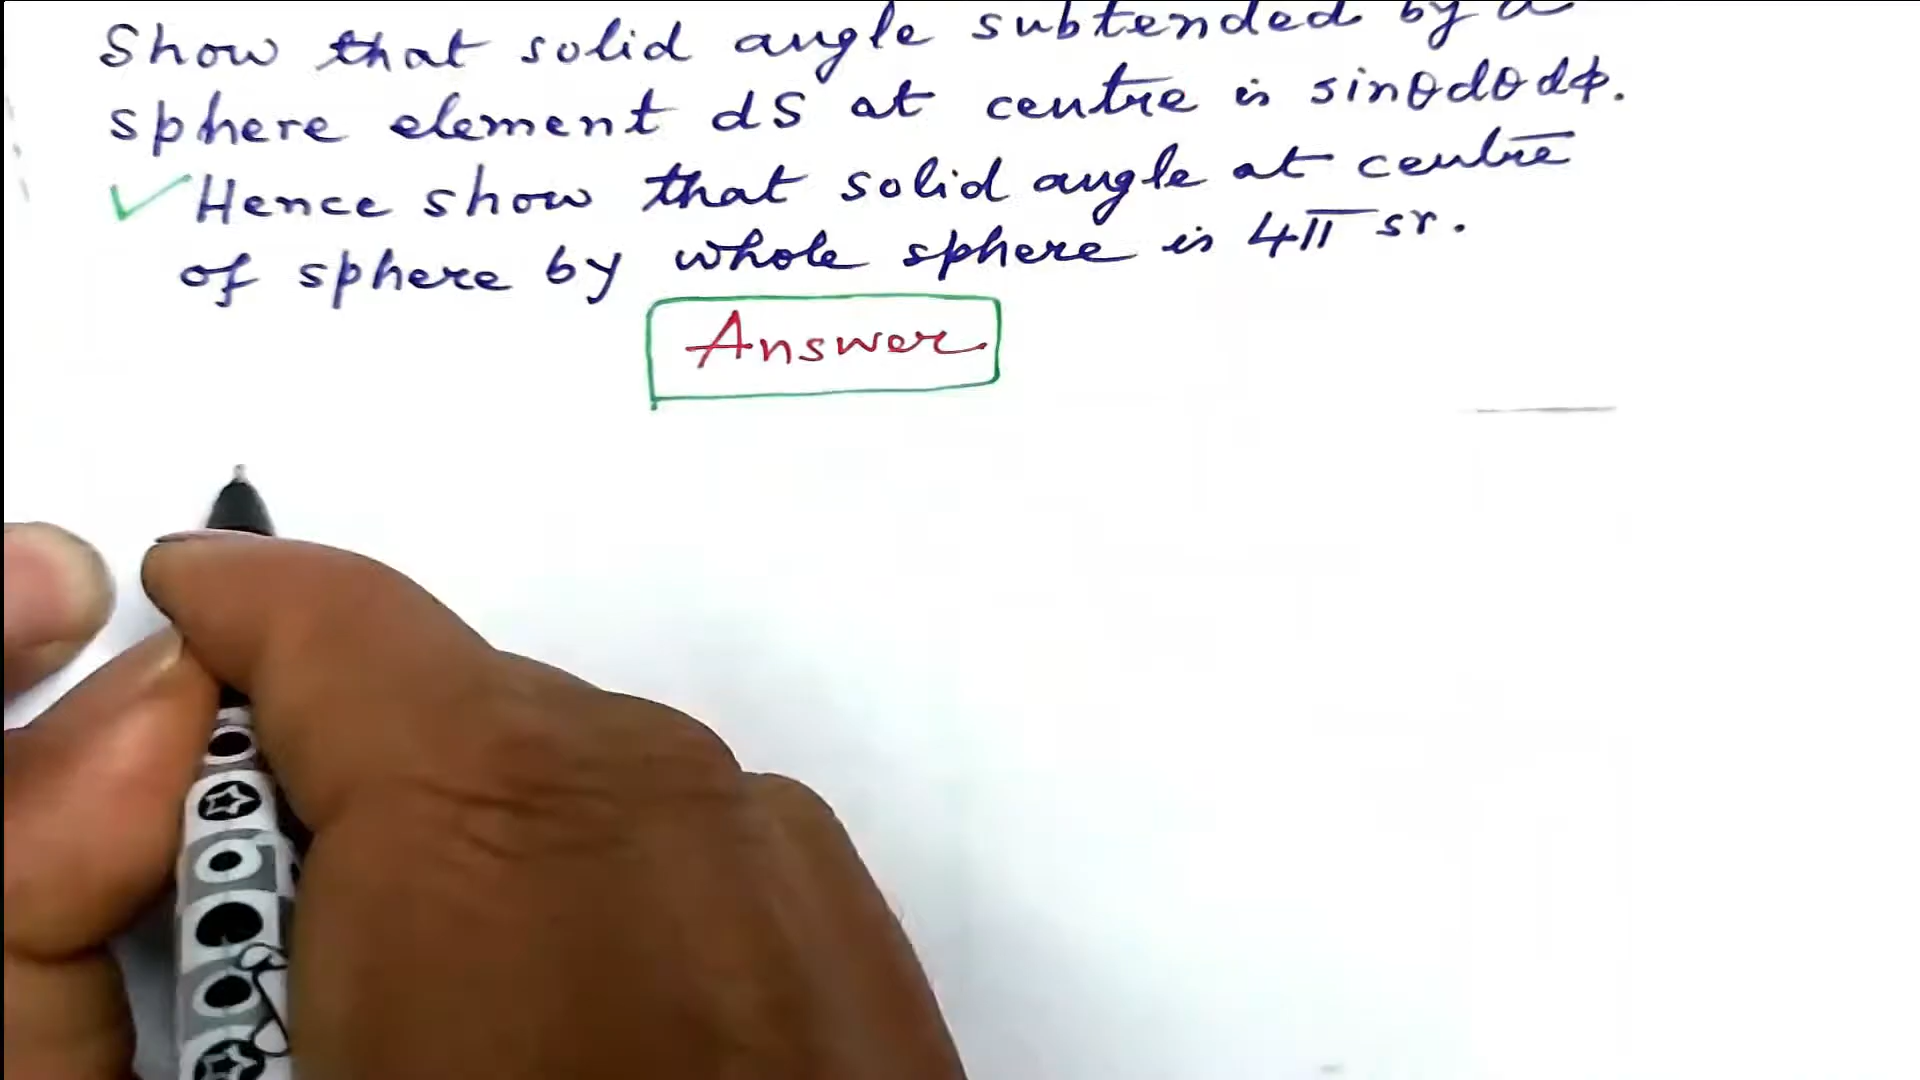 Show that solid angle subtended by a
sphere element dS at centre is sinθdθdϕ.
✓ Hence show that solid angle at centre
of sphere by whole sphere is 4π sr.
Answer